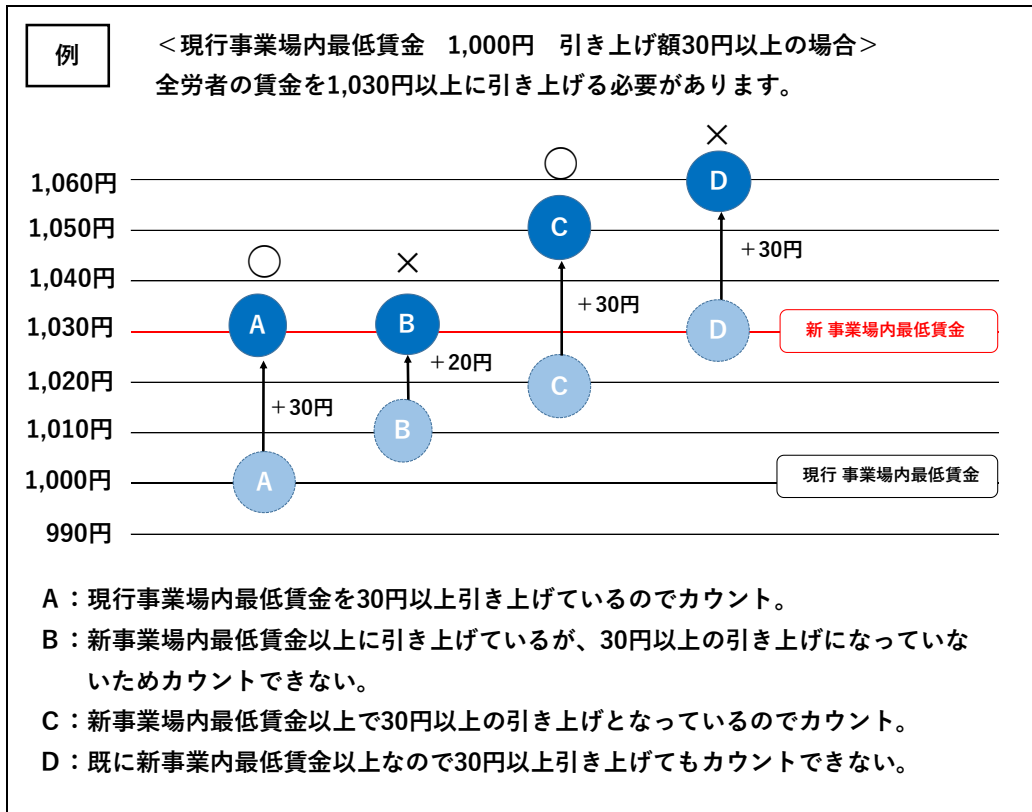 例
＜現行事業場内最低賃金　1,000円　引き上げ額30円以上の場合＞
全労者の賃金を1,030円以上に引き上げる必要があります。
○
×
○
×
1,060円
1,050円
1,040円
1,030円
1,020円
1,010円
1,000円
990円
A
A
＋30円
B
B
＋20円
C
C
＋30円
D
D
＋30円
新 事業場内最低賃金
現行 事業場内最低賃金
A：現行事業場内最低賃金を30円以上引き上げているのでカウント。
B：新事業場内最低賃金以上に引き上げているが、30円以上の引き上げになっていな
いためカウントできない。
C：新事業場内最低賃金以上で30円以上の引き上げとなっているのでカウント。
D：既に新事業内最低賃金以上なので30円以上引き上げてもカウントできない。